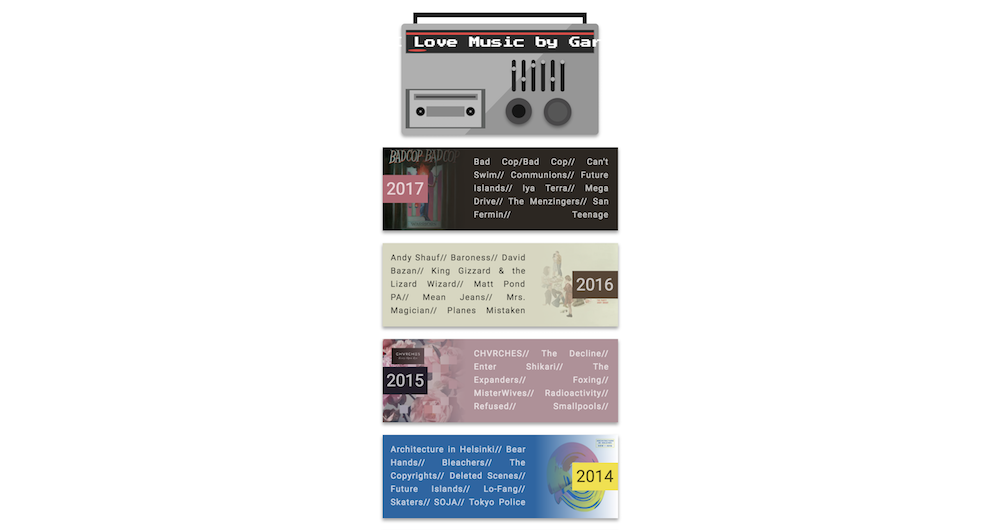 Love Music by Gar
BAD COP BAD COP
2017
Bad Cop/Bad Cop// Can't
Swim// Communions// Future
Islands// Iya Terra// Mega
Drive// The Menzingers// San
Fermin// Teenage
Andy Shauf// Baroness// David
Bazan// King Gizzard & the
Lizard Wizard// Matt Pond
PA// Mean Jeans// Mrs.
Magician// Planes Mistaken
2016
CHVRCHES
2015
CHVRCHES// The Decline//
Enter Shikari// The
Expanders// Foxing//
MisterWives// Radioactivity//
Refused// Smallpools//
Architecture in Helsinki// Bear
Hands// Bleachers// The
Copyrights// Deleted Scenes//
Future Islands// Lo-Fang//
Skaters// SOJA// Tokyo Police
2014